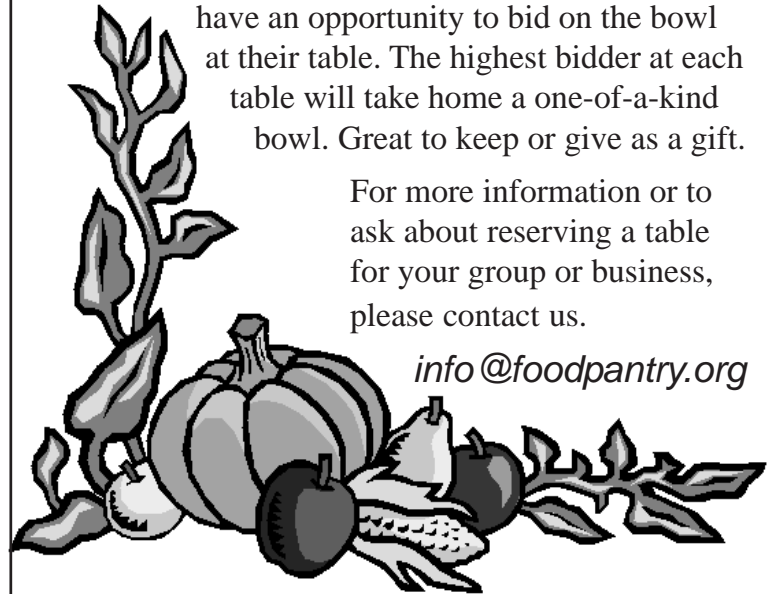 have an opportunity to bid on the bowl
at their table. The highest bidder at each
table will take home a one-of-a-kind
bowl. Great to keep or give as a gift.
For more information or to
ask about reserving a table
for your group or business,
please contact us.
info@foodpantry.org